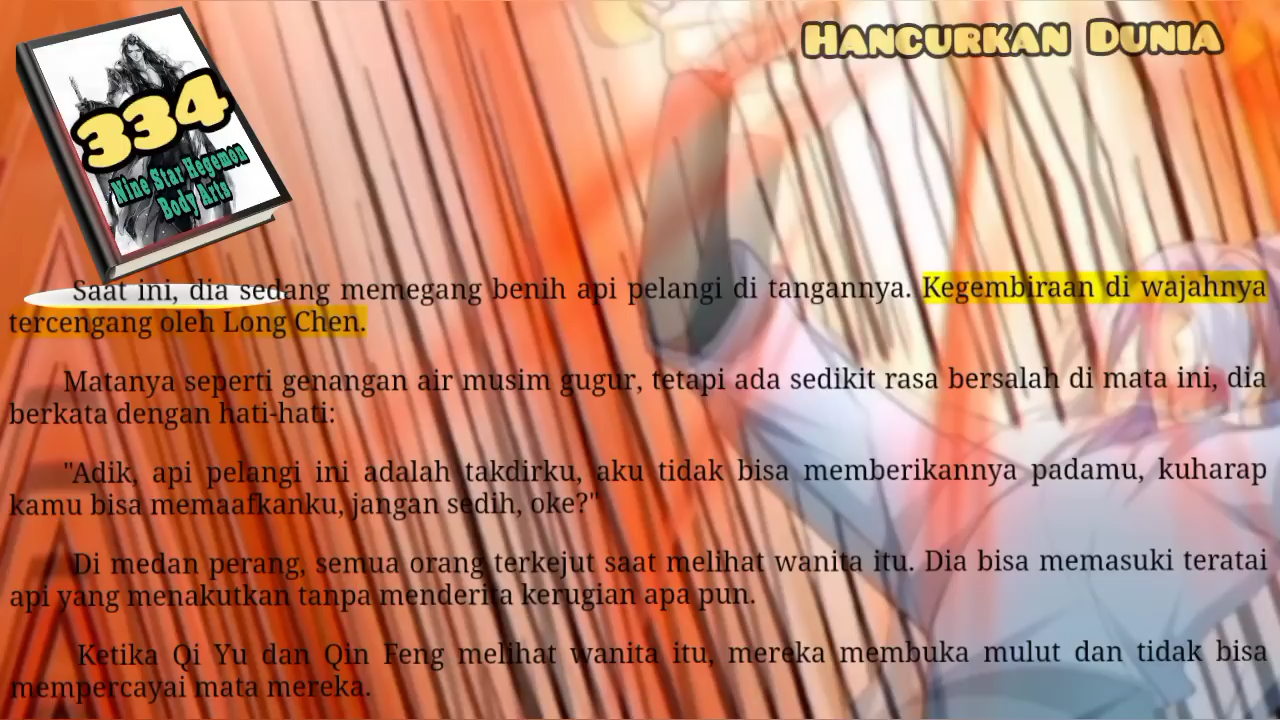 Hancurkan Dunia
334
Nine Star Hegemon
Body Arts
Saat ini, dia sedang memegang benih api pelangi di tangannya. Kegembiraan di wajahnya
tercengang oleh Long Chen.
Matanya seperti genangan air musim gugur, tetapi ada sedikit rasa bersalah di mata ini, dia
berkata dengan hati-hati:
"Adik, api pelangi ini adalah takdirku, aku tidak bisa memberikannya padamu, kuharap
kamu bisa memaafkanku, jangan sedih, oke?"
Di medan perang, semua orang terkejut saat melihat wanita itu. Dia bisa memasuki teratai
api yang menakutkan tanpa menderita kerugian apa pun.
Ketika Qi Yu dan Qin Feng melihat wanita itu, mereka membuka mulut dan tidak bisa
mempercayai mata mereka.